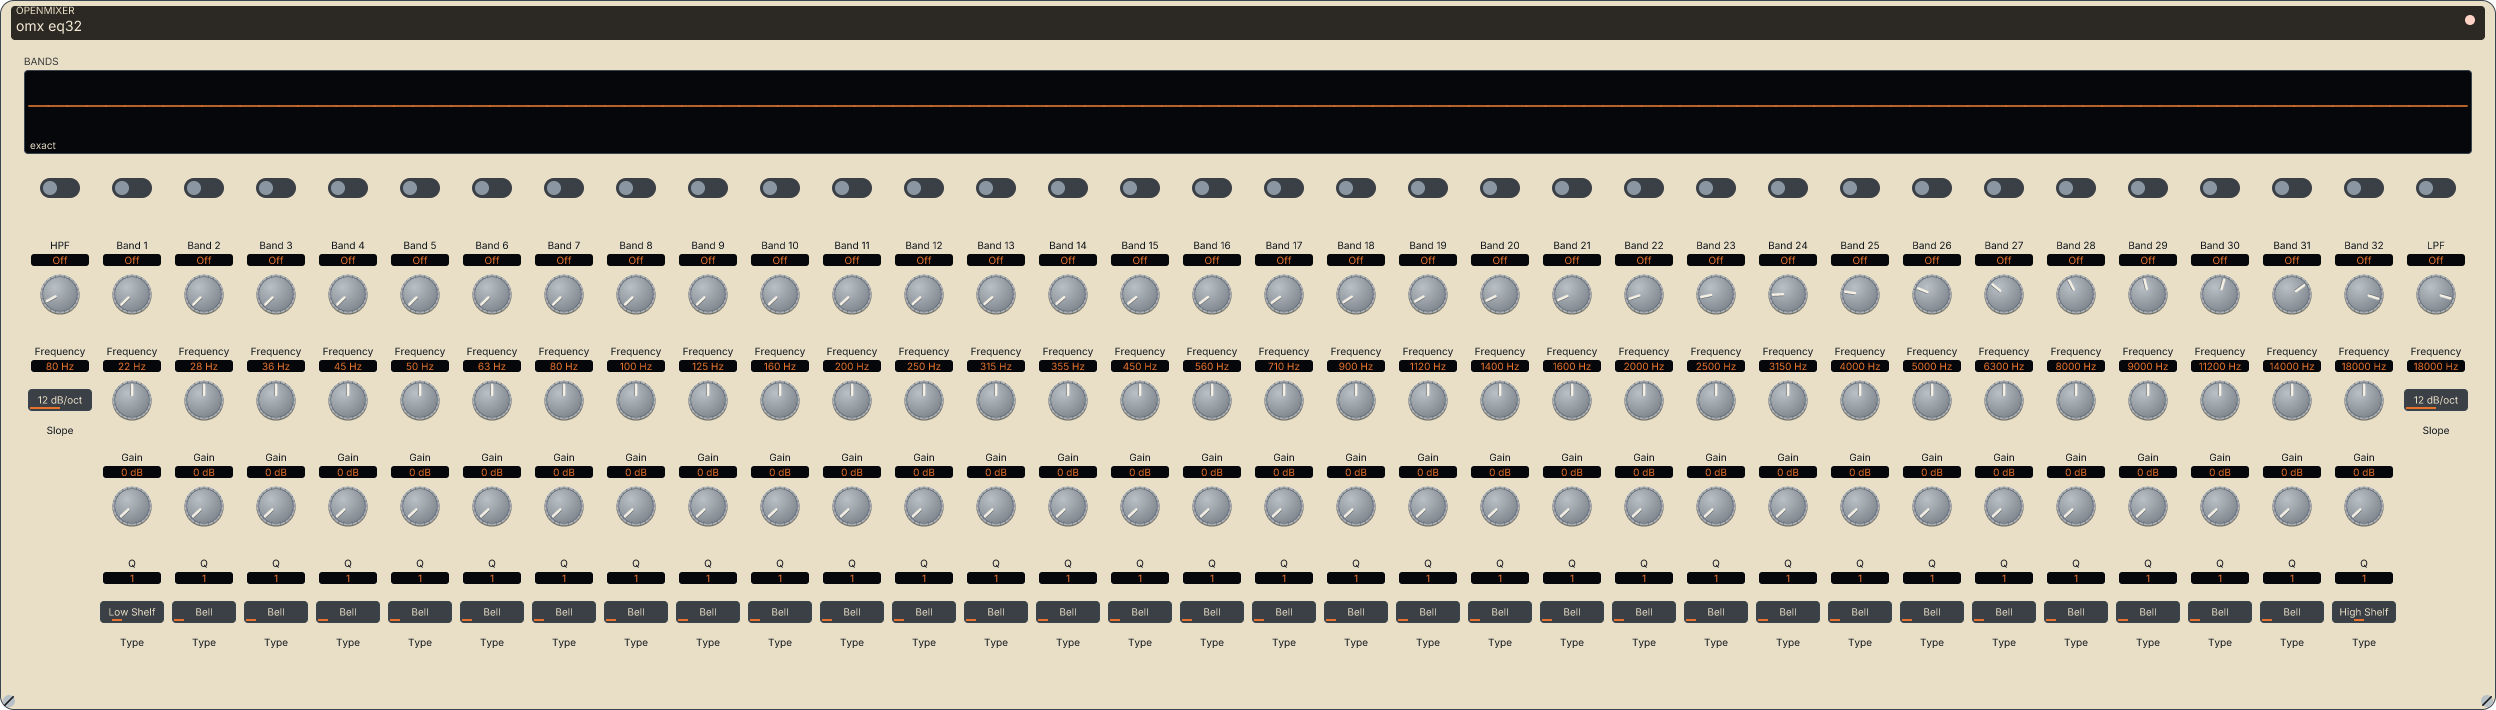 OPENMIXER
omx eq32
BANDS
exact
HPF Band 1 Band 2 Band 3 Band 4 Band 5 Band 6 Band 7 Band 8 Band 9 Band 10 Band 11 Band 12 Band 13 Band 14 Band 15 Band 16 Band 17 Band 18 Band 19 Band 20 Band 21 Band 22 Band 23 Band 24 Band 25 Band 26 Band 27 Band 28 Band 29 Band 30 Band 31 Band 32 LPF
Off Off Off Off Off Off Off Off Off Off Off Off Off Off Off Off Off Off Off Off Off Off Off Off Off Off Off Off Off Off Off Off Off Off
Frequency Frequency Frequency Frequency Frequency Frequency Frequency Frequency Frequency Frequency Frequency Frequency Frequency Frequency Frequency Frequency Frequency Frequency Frequency Frequency Frequency Frequency Frequency Frequency Frequency Frequency Frequency Frequency Frequency Frequency Frequency Frequency Frequency Frequency
80 Hz 22 Hz 28 Hz 36 Hz 45 Hz 50 Hz 63 Hz 80 Hz 100 Hz 125 Hz 160 Hz 200 Hz 250 Hz 315 Hz 355 Hz 450 Hz 560 Hz 710 Hz 900 Hz 1120 Hz 1400 Hz 1600 Hz 2000 Hz 2500 Hz 3150 Hz 4000 Hz 5000 Hz 6300 Hz 8000 Hz 9000 Hz 11200 Hz 14000 Hz 18000 Hz 18000 Hz
12 dB/oct 12 dB/oct
Slope Slope
Gain Gain Gain Gain Gain Gain Gain Gain Gain Gain Gain Gain Gain Gain Gain Gain Gain Gain Gain Gain Gain Gain Gain Gain Gain Gain Gain Gain Gain Gain Gain Gain
0 dB 0 dB 0 dB 0 dB 0 dB 0 dB 0 dB 0 dB 0 dB 0 dB 0 dB 0 dB 0 dB 0 dB 0 dB 0 dB 0 dB 0 dB 0 dB 0 dB 0 dB 0 dB 0 dB 0 dB 0 dB 0 dB 0 dB 0 dB 0 dB 0 dB 0 dB 0 dB
Q Q Q Q Q Q Q Q Q Q Q Q Q Q Q Q Q Q Q Q Q Q Q Q Q Q Q Q Q Q Q Q
1 1 1 1 1 1 1 1 1 1 1 1 1 1 1 1 1 1 1 1 1 1 1 1 1 1 1 1 1 1 1 1
Low Shelf Bell Bell Bell Bell Bell Bell Bell Bell Bell Bell Bell Bell Bell Bell Bell Bell Bell Bell Bell Bell Bell Bell Bell Bell Bell Bell Bell Bell Bell Bell High Shelf
Type Type Type Type Type Type Type Type Type Type Type Type Type Type Type Type Type Type Type Type Type Type Type Type Type Type Type Type Type Type Type Type